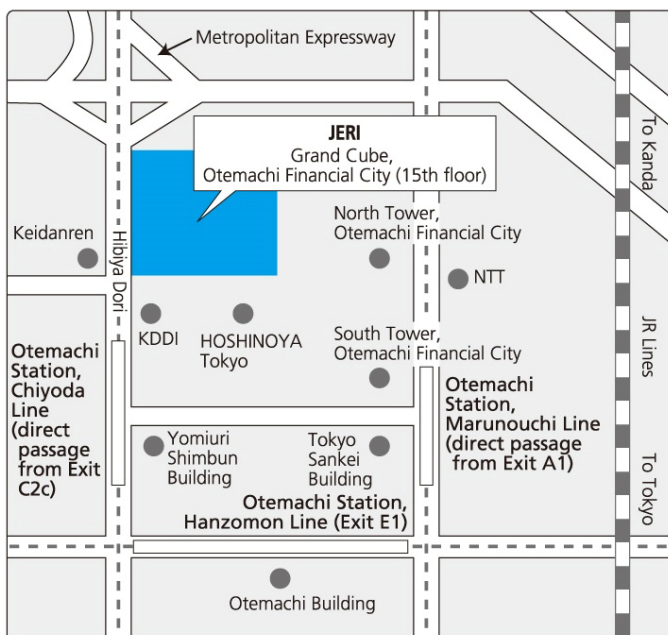 Metropolitan Expressway
JERI
Grand Cube,
Otemachi Financial City (15th floor)
To Kanda
Keidanren
Hibiya Dori
North Tower,
Otemachi Financial City
NTT
KDDI
HOSHINOYA
Tokyo
South Tower,
Otemachi Financial City
JR Lines
Otemachi
Station,
Chiyoda
Line
(direct
passage
from Exit
C2c)
Otemachi
Station,
Marunouchi Line
(direct passage
from Exit A1)
Yomiuri
Shimbun
Building
Tokyo
Sankei
Building
To Tokyo
Otemachi Station,
Hanzomon Line (Exit E1)
Otemachi Building